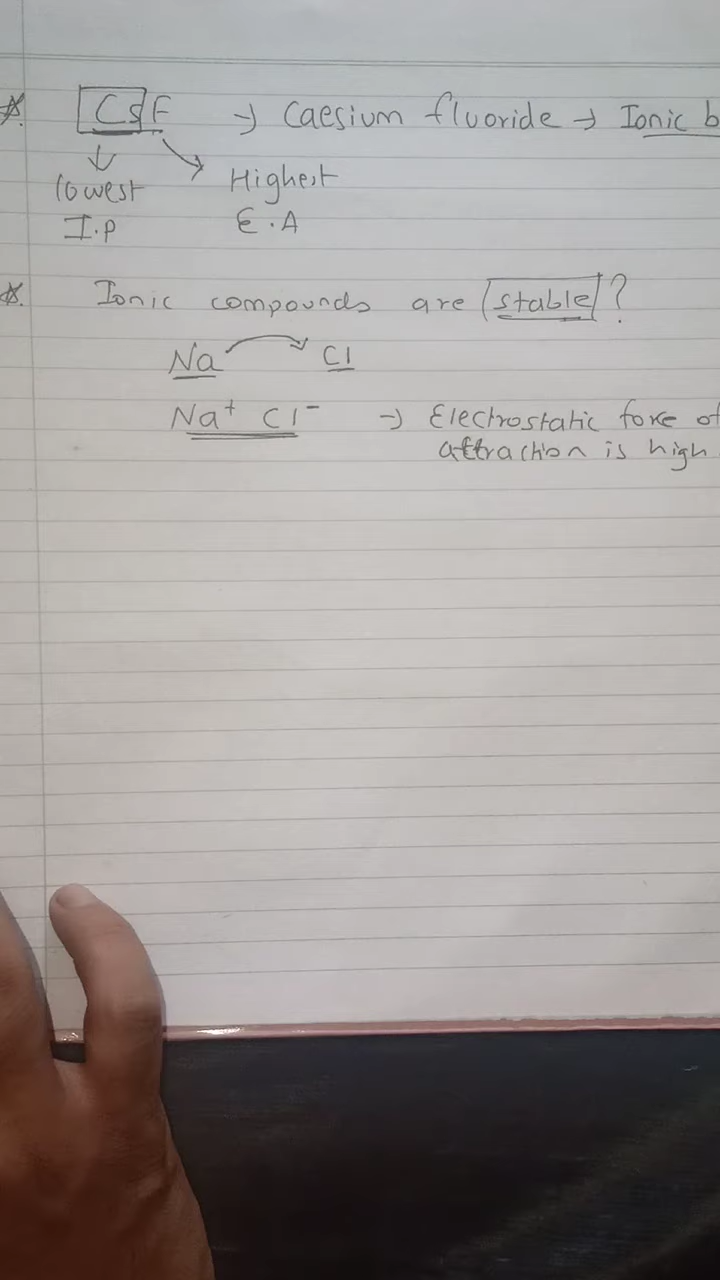 CsF → Caesium fluoride → Ionic b
lowest Highest
I.P E.A
Ionic compounds are stable ?
Na Cl
Na⁺ Cl⁻ → Electrostatic force of
attraction is high